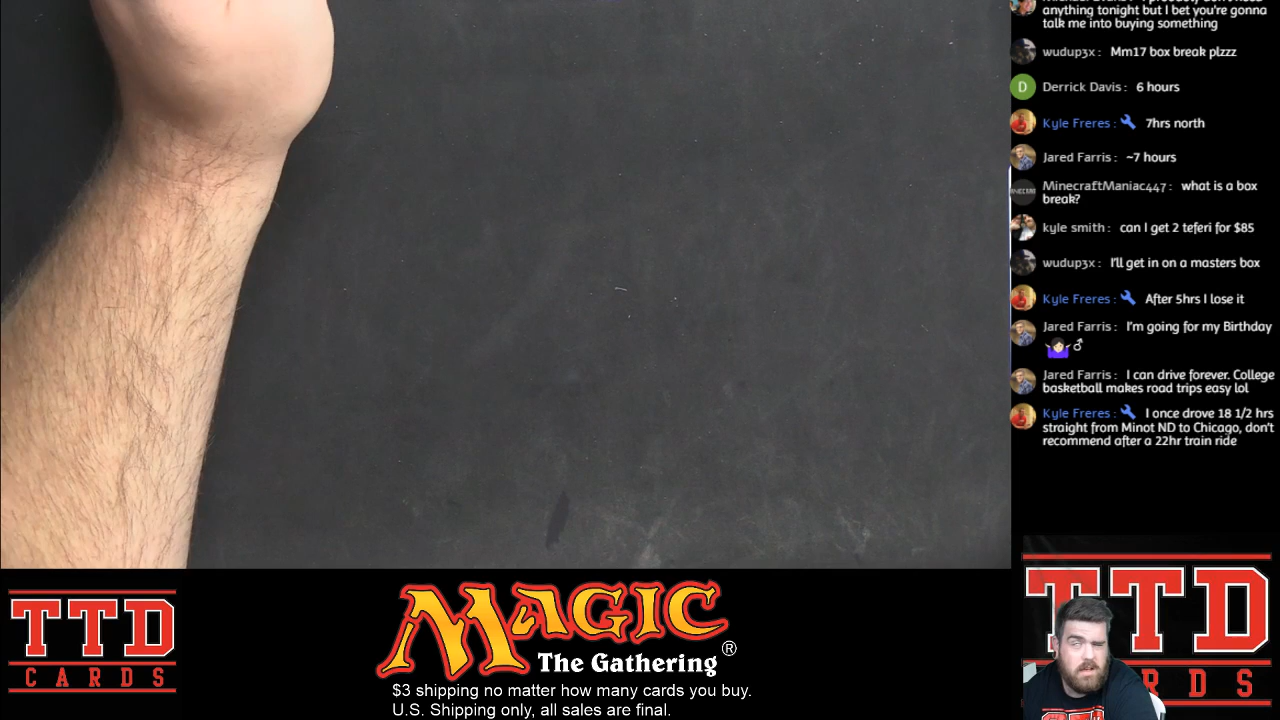 anything tonight but I bet you're gonna
talk me into buying something
wudup3x : Mm17 box break plzzz
D
Derrick Davis : 6 hours
Kyle Freres : 7hrs north
Jared Farris : ~7 hours
MinecraftManiac447 : what is a box
break?
kyle smith : can I get 2 teferi for $85
wudup3x : I'll get in on a masters box
Kyle Freres : After 5hrs I lose it
Jared Farris : I'm going for my Birthday
🤷🏻‍♂
Jared Farris : I can drive forever. College
basketball makes road trips easy lol
Kyle Freres : I once drove 18 1/2 hrs
straight from Minot ND to Chicago, don't
recommend after a 22hr train ride
TTD
CARDS
MAGIC
The Gathering®
$3 shipping no matter how many cards you buy.
U.S. Shipping only, all sales are final.
TTD
RDS